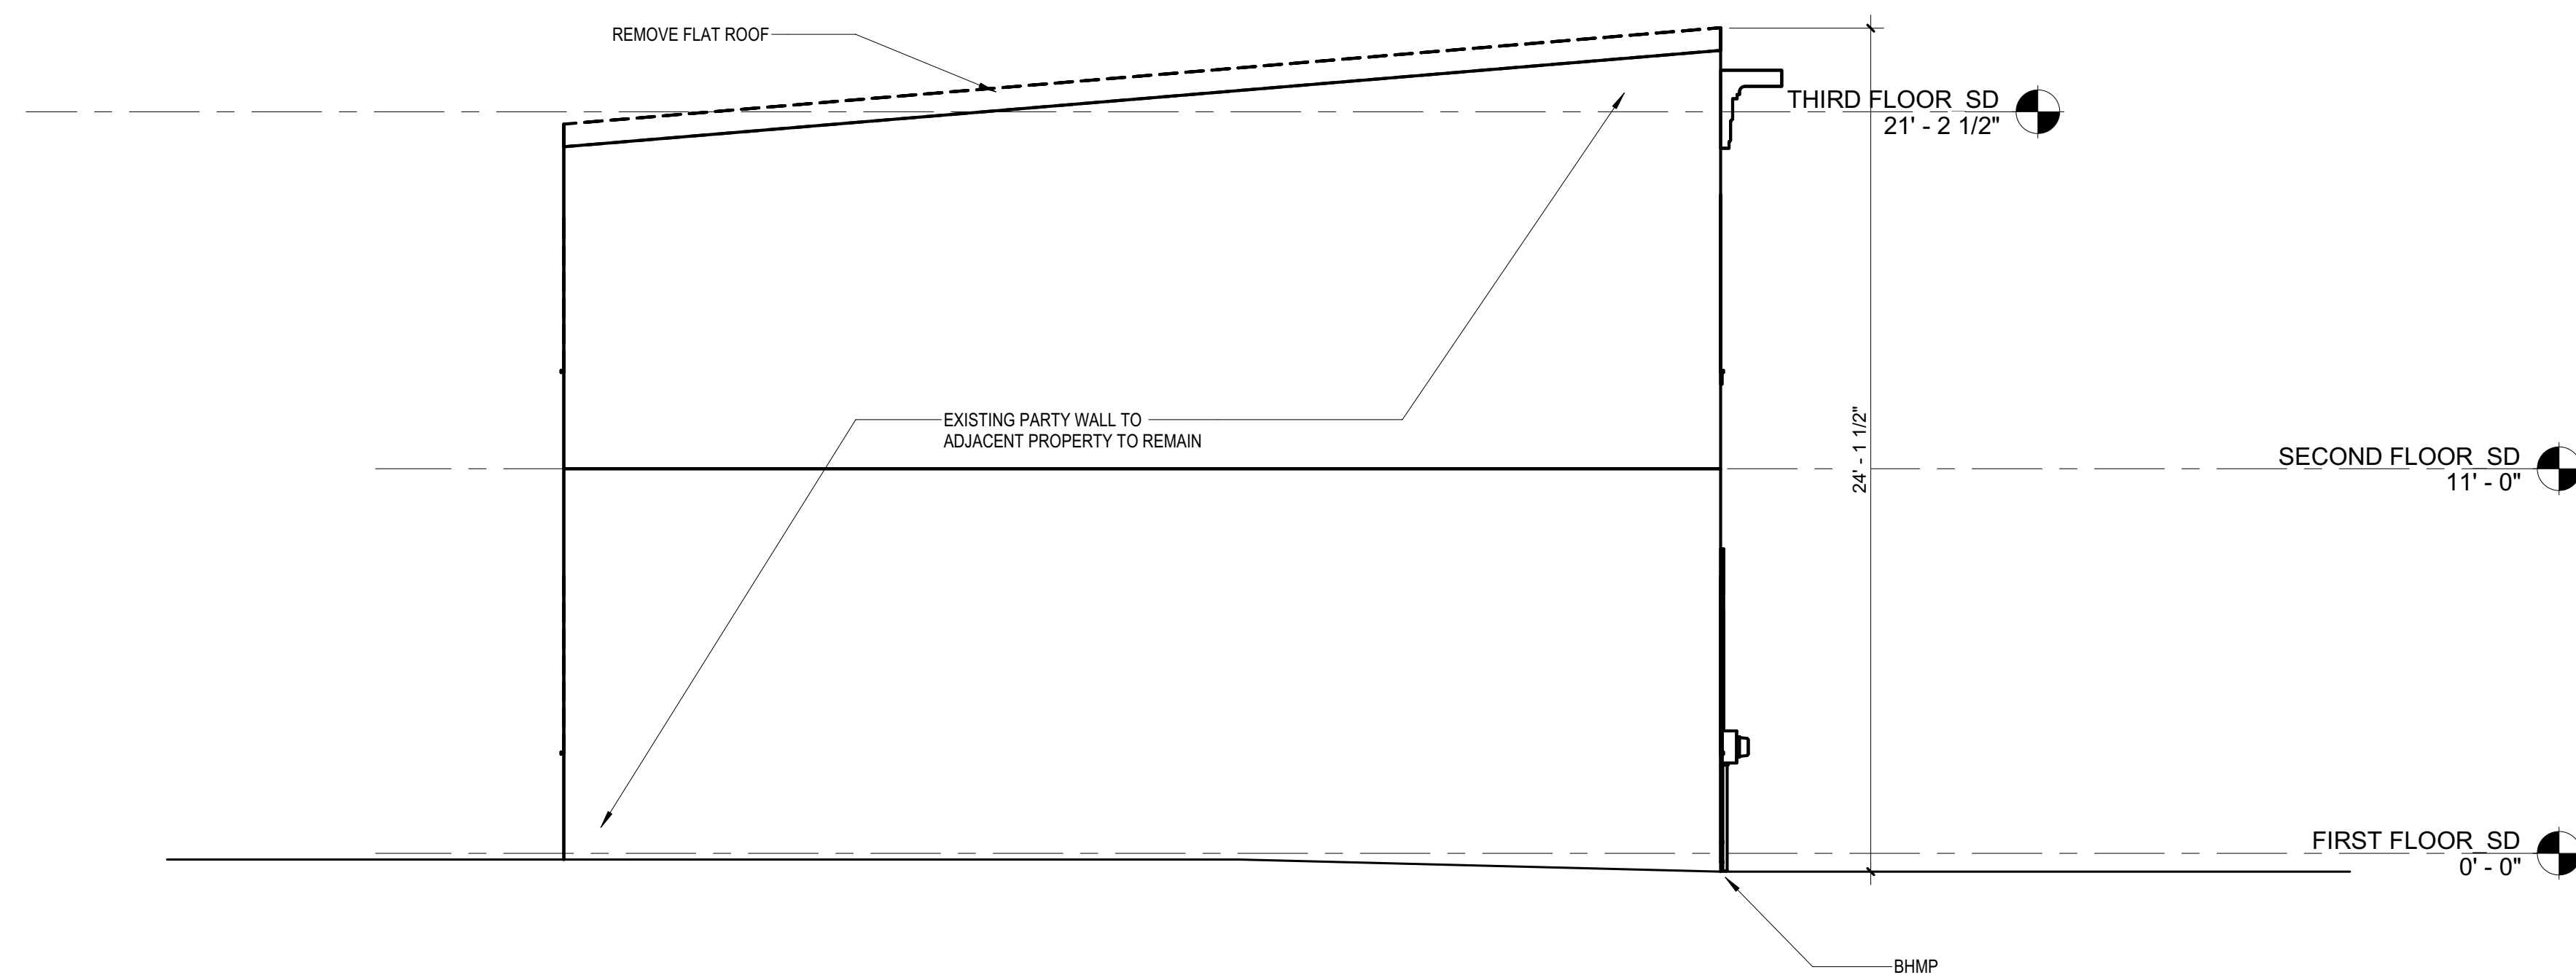 REMOVE FLAT ROOF
THIRD FLOOR SD
21' - 2 1/2"
EXISTING PARTY WALL TO
ADJACENT PROPERTY TO REMAIN
24' - 1 1/2"
SECOND FLOOR SD
11' - 0"
FIRST FLOOR SD
0' - 0"
BHMP